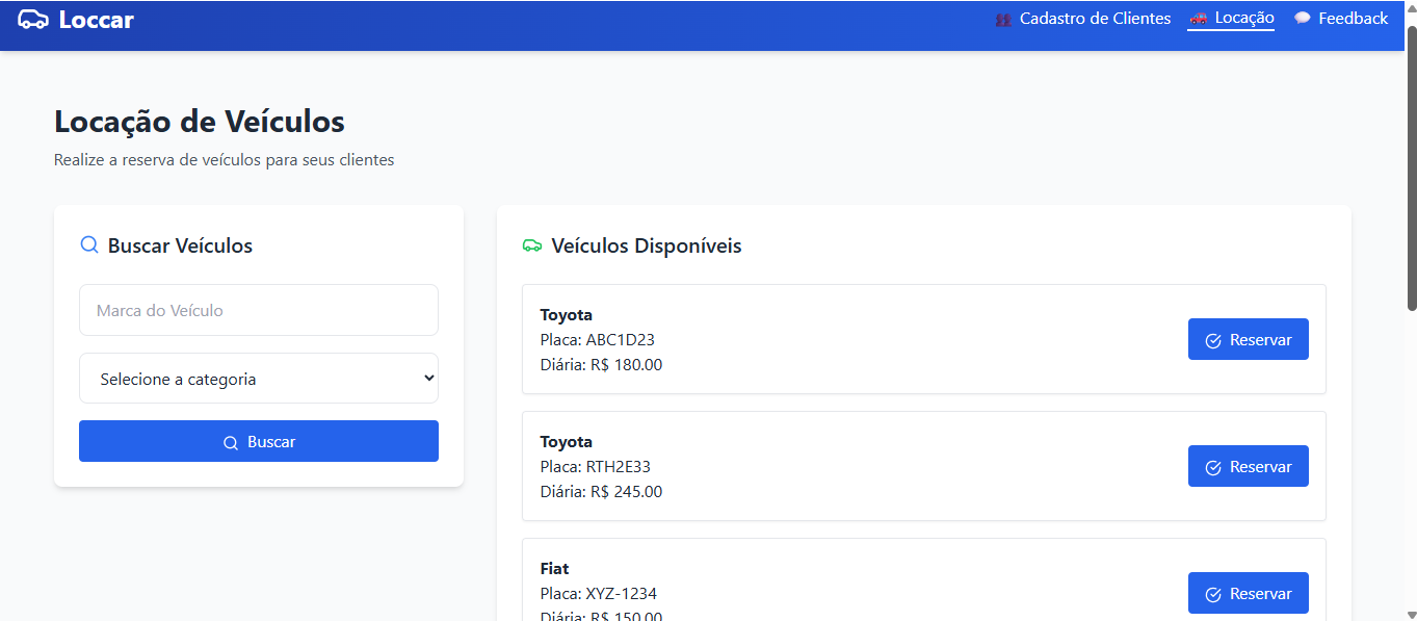 Loccar
Cadastro de Clientes
Locação
Feedback
Locação de Veículos
Realize a reserva de veículos para seus clientes
Buscar Veículos
Marca do Veículo
Selecione a categoria
Buscar
Veículos Disponíveis
Toyota
Placa: ABC1D23
Diária: R$ 180.00
Reservar
Toyota
Placa: RTH2E33
Diária: R$ 245.00
Reservar
Fiat
Placa: XYZ-1234
Diária: R$ 150.00
Reservar